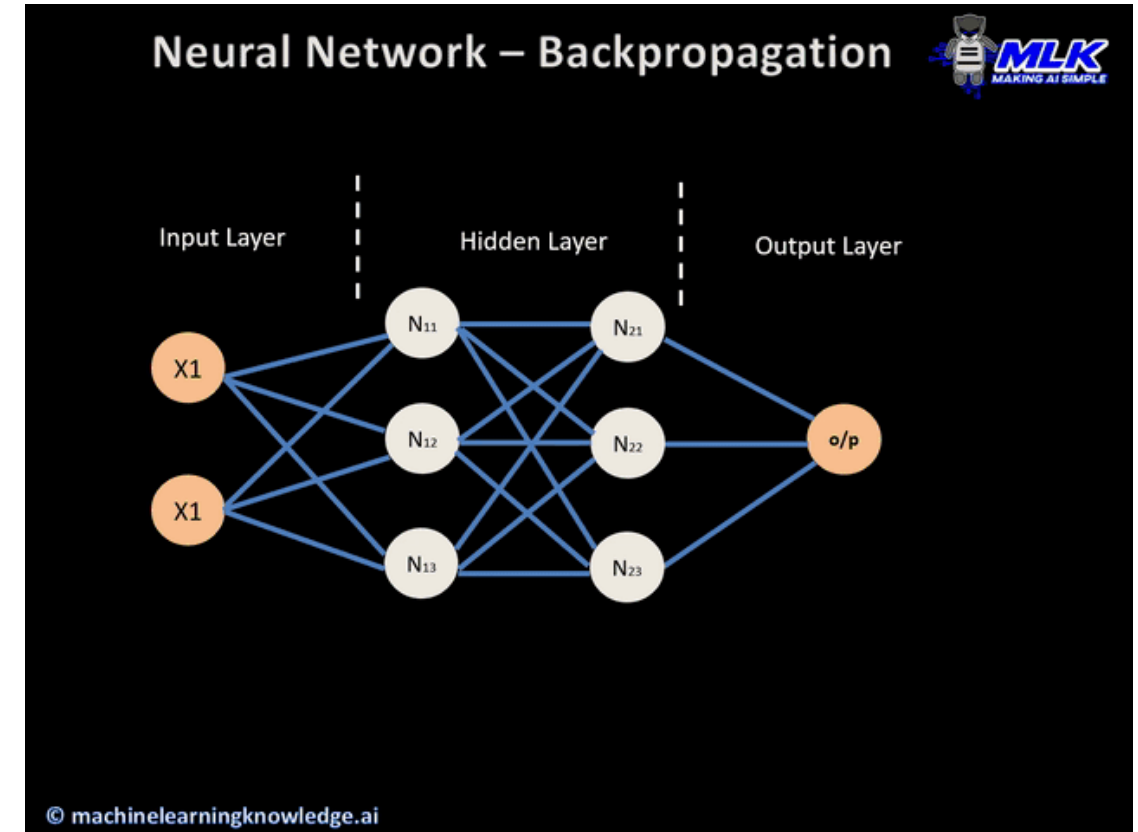 Neural Network – Backpropagation
MLK
MAKING AI SIMPLE
Input Layer
Hidden Layer
Output Layer
N₁₁
N₂₁
X1
N₁₂
N₂₂
o/p
X1
N₁₃
N₂₃
© machinelearningknowledge.ai